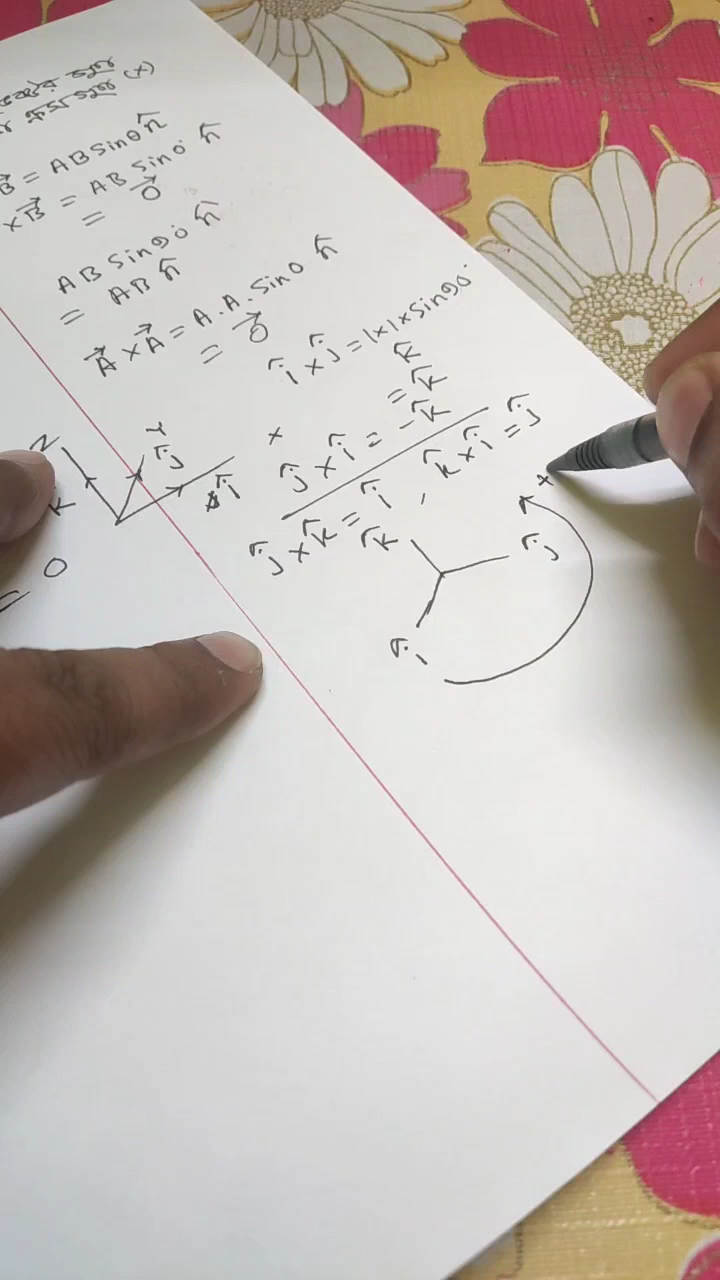 গুন
গুন (×)
B⃗ = AB Sinθ n̂
×B⃗ = AB Sin0° n̂
= 0⃗
AB Sin90° n̂
= AB n̂
A⃗ × A⃗ = A.A. Sin0 n̂
= 0⃗
î × ĵ = 1×1× Sin90°
k̂
= k̂
ĵ × î = -k̂
ĵ × k̂ = î , k̂ × î = ĵ
Z
Y
ĵ
×
î
K
O
k̂
ĵ
î
+